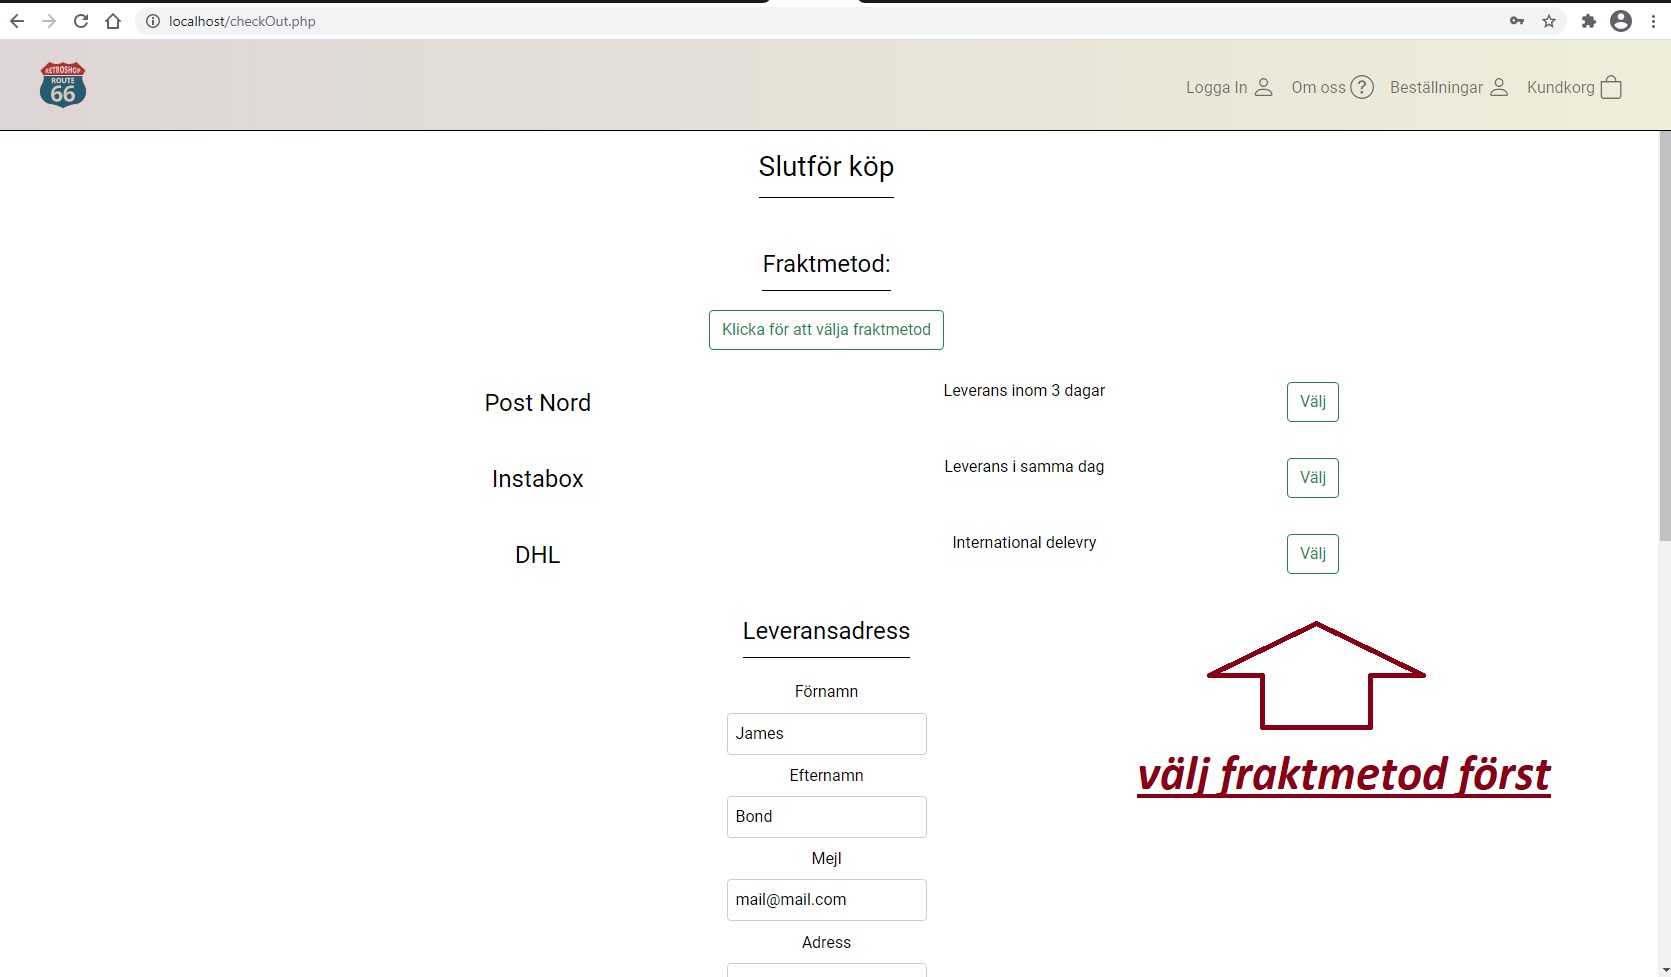 localhost/checkOut.php
RETROSHOP
ROUTE
66
Logga In Om oss ? Beställningar Kundkorg
Slutför köp
Fraktmetod:
Klicka för att välja fraktmetod
Post Nord Leverans inom 3 dagar Välj
Instabox Leverans i samma dag Välj
DHL International delevry Välj
Leveransadress
Förnamn
James
välj fraktmetod först
Efternamn
Bond
Mejl
mail@mail.com
Adress